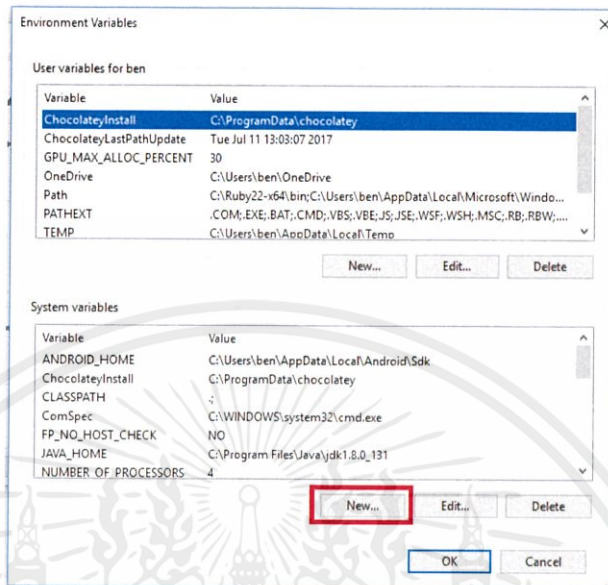 Environment Variables
User variables for ben
Variable Value
ChocolateyInstall C:\ProgramData\chocolatey
ChocolateyLastPathUpdate Tue Jul 11 13:03:07 2017
GPU_MAX_ALLOC_PERCENT 30
OneDrive C:\Users\ben\OneDrive
Path C:\Ruby22-x64\bin;C:\Users\ben\AppData\Local\Microsoft\Windo...
PATHEXT .COM;.EXE;.BAT;.CMD;.VBS;.VBE;.JS;.JSE;.WSF;.WSH;.MSC;.RB;.RBW;....
TEMP C:\Users\ben\AppData\Local\Temp
New... Edit... Delete
System variables
Variable Value
ANDROID_HOME C:\Users\ben\AppData\Local\Android\Sdk
ChocolateyInstall C:\ProgramData\chocolatey
CLASSPATH .;
ComSpec C:\WINDOWS\system32\cmd.exe
FP_NO_HOST_CHECK NO
JAVA_HOME C:\Program Files\Java\jdk1.8.0_131
NUMBER_OF_PROCESSORS 4
New... Edit... Delete
OK Cancel